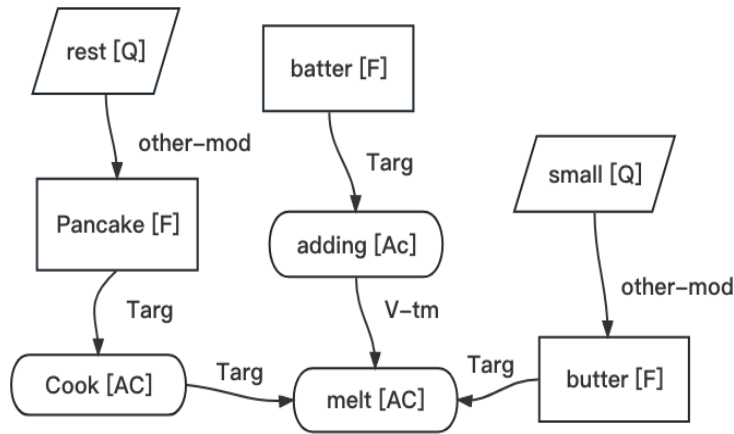 rest [Q]
batter [F]
other-mod
Targ
small [Q]
Pancake [F]
adding [Ac]
Targ
V-tm
other-mod
Cook [AC]
Targ
melt [AC]
Targ
butter [F]